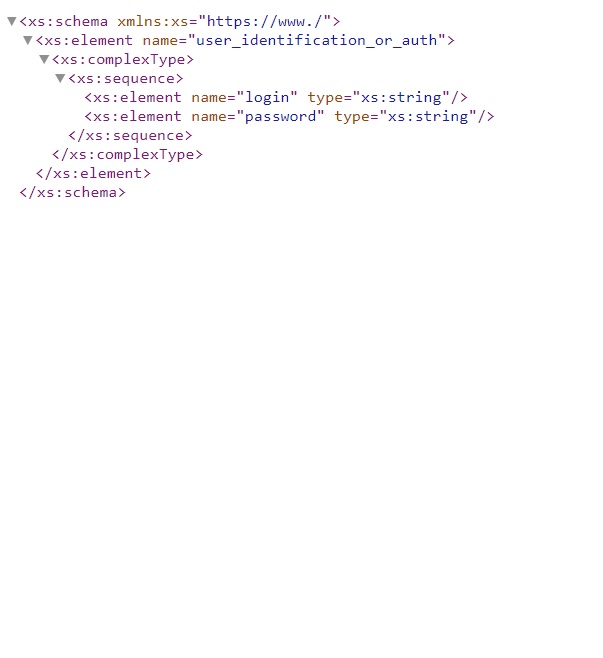 <xs:schema xmlns:xs="https://www./">
<xs:element name="user_identification_or_auth">
<xs:complexType>
<xs:sequence>
<xs:element name="login" type="xs:string"/>
<xs:element name="password" type="xs:string"/>
</xs:sequence>
</xs:complexType>
</xs:element>
</xs:schema>